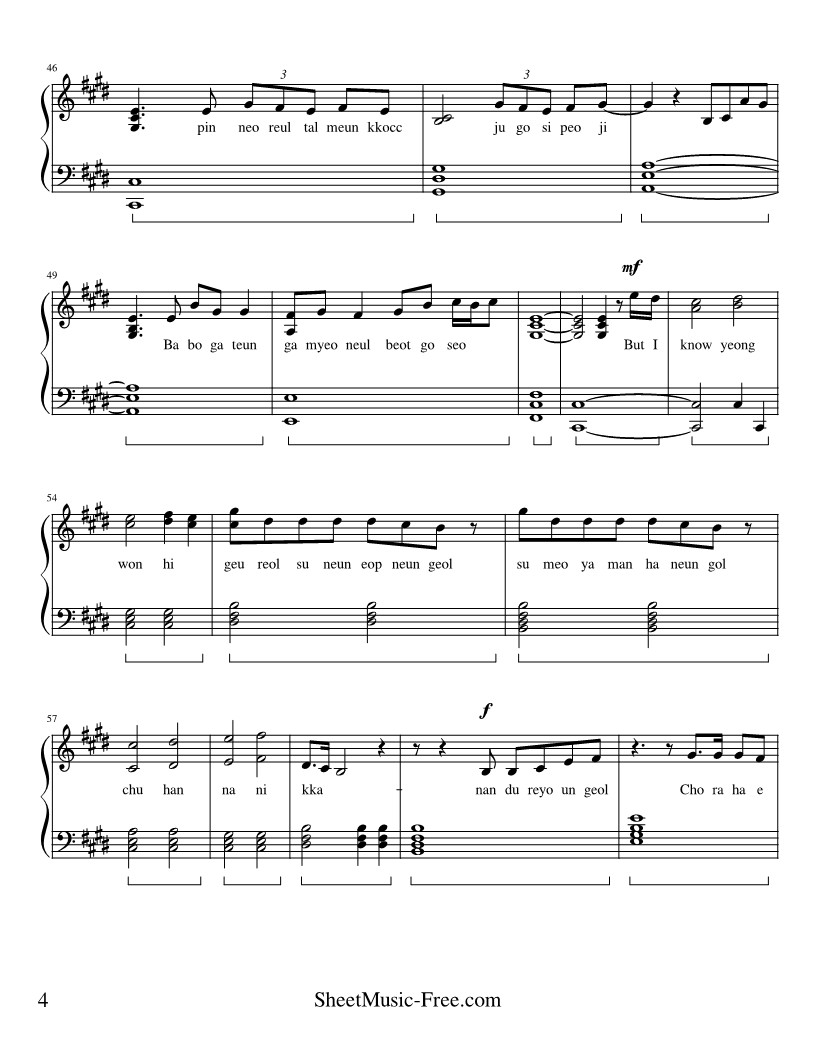 46
3
3
pin neo reul tal meun kkocc ju go si peo ji
49
mf
Ba bo ga teun ga myeo neul beot go seo But I know yeong
54
won hi geu reol su neun eop neun geol su meo ya man ha neun gol
57
f
chu han na ni kka - nan du reyo un geol Cho ra ha e
4
SheetMusic-Free.com